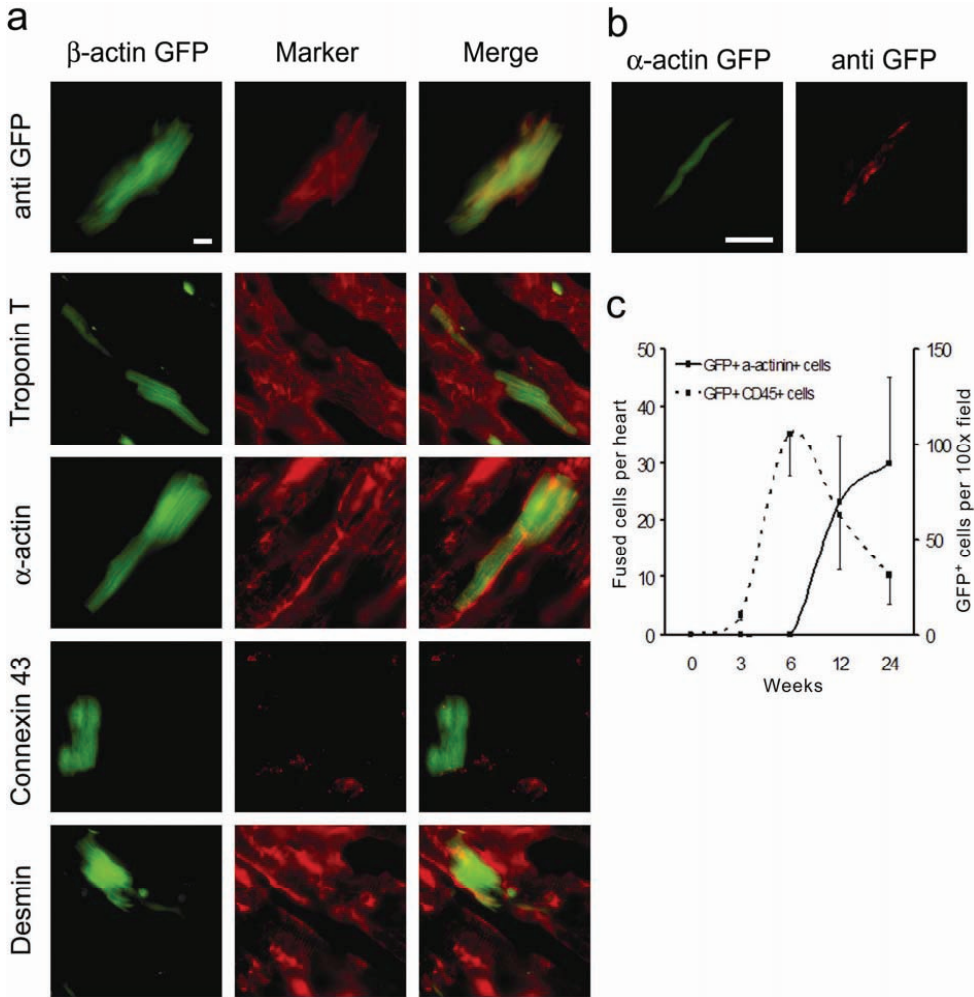 a
β-actin GFP Marker Merge
anti GFP
Troponin T
α-actin
Connexin 43
Desmin
b
α-actin GFP anti GFP
c
GFP+ a-actinin+ cells
GFP+ CD45+ cells
Fused cells per heart
50
40
30
20
10
0
GFP⁺ cells per 100x field
150
100
50
0
0 3 6 12 24
Weeks